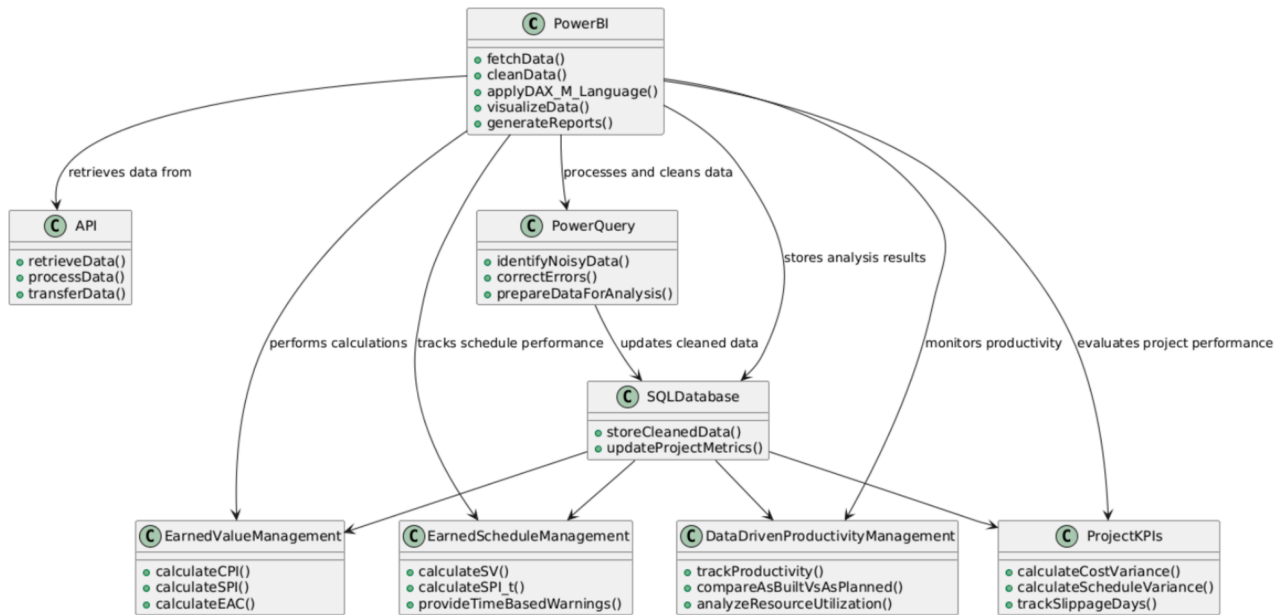 C PowerBI
fetchData()
cleanData()
applyDAX_M_Language()
visualizeData()
generateReports()
retrieves data from
processes and cleans data
C API
retrieveData()
processData()
transferData()
C PowerQuery
identifyNoisyData()
correctErrors()
prepareDataForAnalysis()
stores analysis results
performs calculations
tracks schedule performance
updates cleaned data
monitors productivity
evaluates project performance
C SQLDatabase
storeCleanedData()
updateProjectMetrics()
C EarnedValueManagement
calculateCPI()
calculateSPI()
calculateEAC()
C EarnedScheduleManagement
calculateSV()
calculateSPI_t()
provideTimeBasedWarnings()
C DataDrivenProductivityManagement
trackProductivity()
compareAsBuiltVsAsPlanned()
analyzeResourceUtilization()
C ProjectKPIs
calculateCostVariance()
calculateScheduleVariance()
trackSlippageDays()